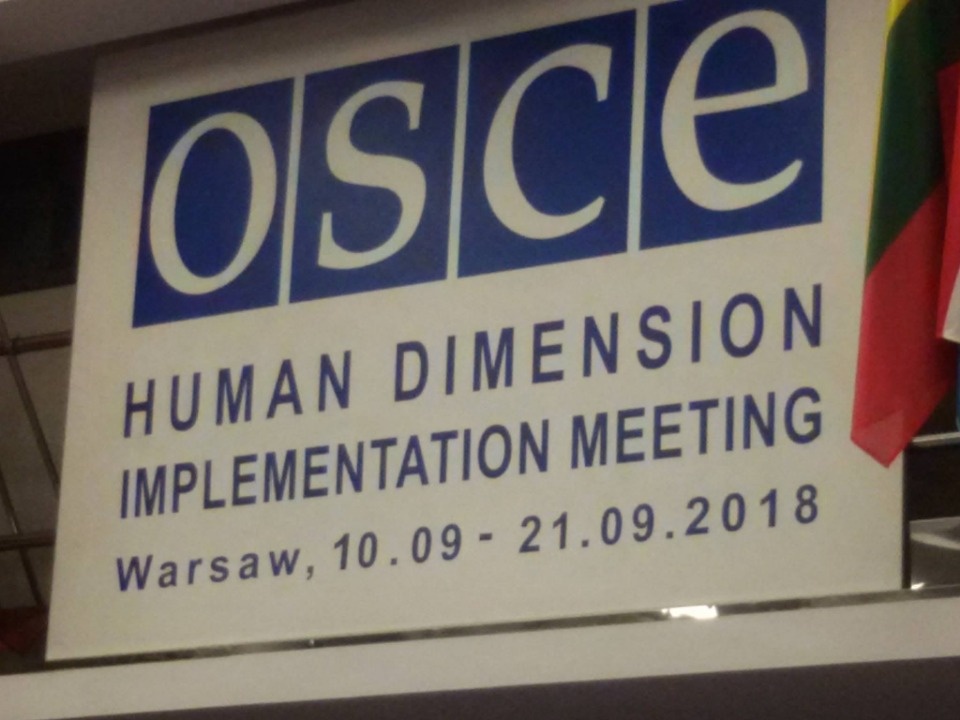 OSCE
HUMAN DIMENSION
IMPLEMENTATION MEETING
Warsaw, 10.09 - 21.09.2018